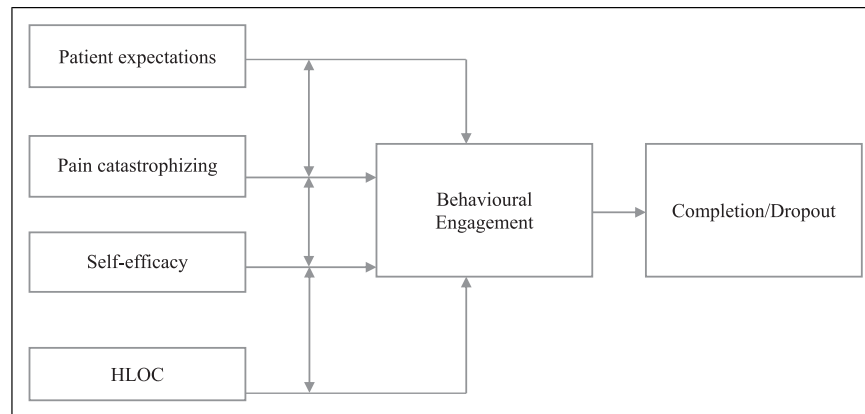 Patient expectations
Pain catastrophizing
Self-efficacy
HLOC
Behavioural
Engagement
Completion/Dropout